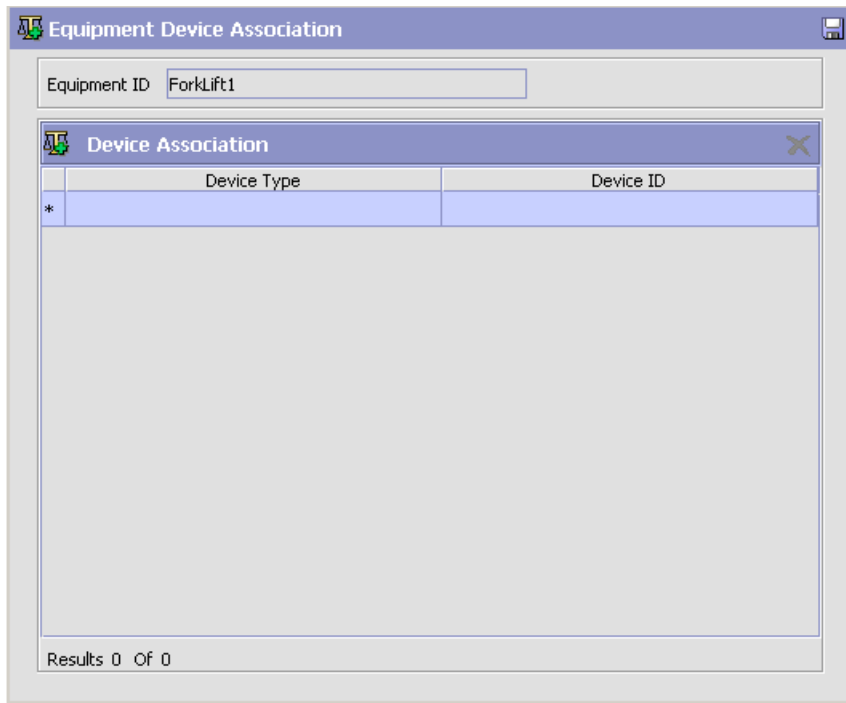 Equipment Device Association
Equipment ID ForkLift1
Device Association
Device Type Device ID
*
Results 0 Of 0